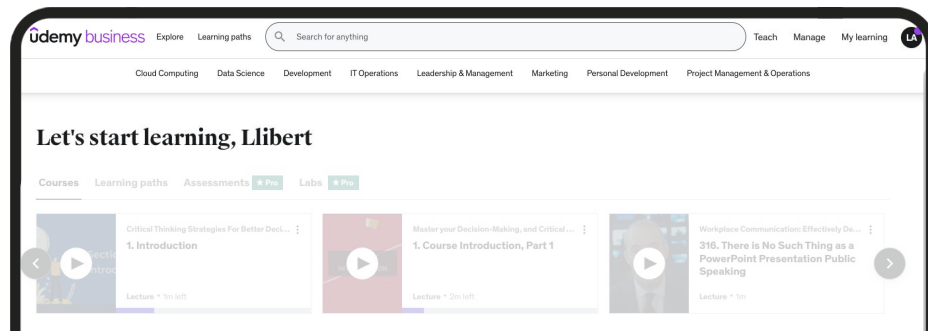 ûdemy business Explore Learning paths Search for anything Teach Manage My learning LA
Cloud Computing Data Science Development IT Operations Leadership & Management Marketing Personal Development Project Management & Operations
Let's start learning, Llibert
Courses Learning paths Assessments ★ Pro Labs ★ Pro
Critical Thinking Strategies For Better Deci...
1. Introduction
Lecture • 1m left
Master your Decision-Making, and Critical ...
1. Course Introduction, Part 1
Lecture • 2m left
Workplace Communication: Effectively De...
316. There is No Such Thing as a
PowerPoint Presentation Public
Speaking
Lecture • 1m